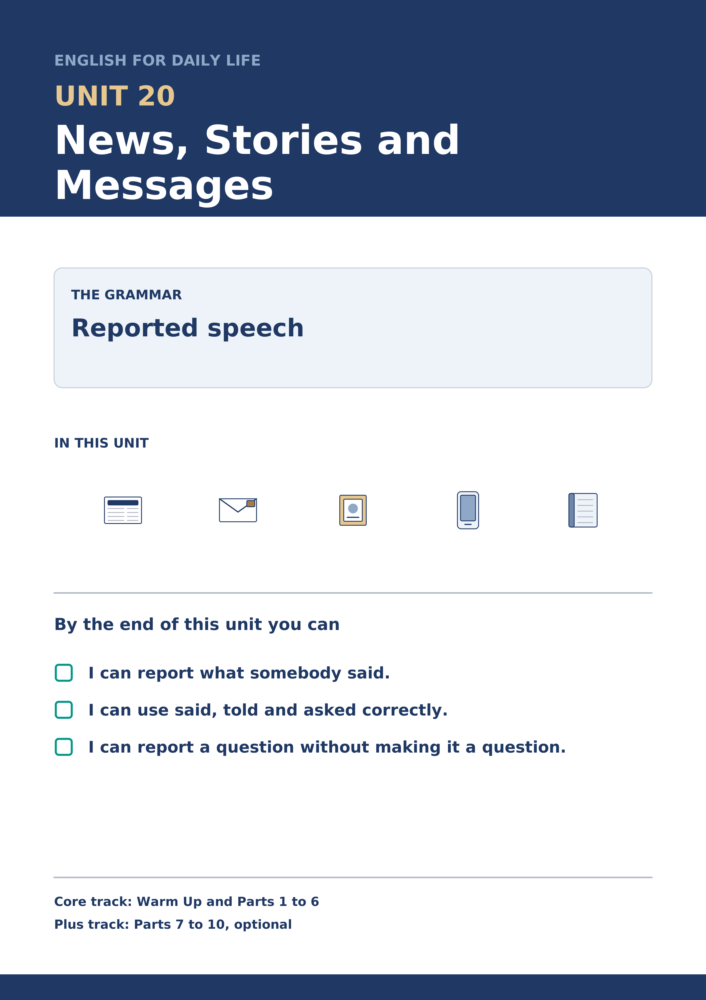 ENGLISH FOR DAILY LIFE
UNIT 20
News, Stories and
Messages
THE GRAMMAR
Reported speech
IN THIS UNIT
By the end of this unit you can
I can report what somebody said.
I can use said, told and asked correctly.
I can report a question without making it a question.
Core track: Warm Up and Parts 1 to 6
Plus track: Parts 7 to 10, optional